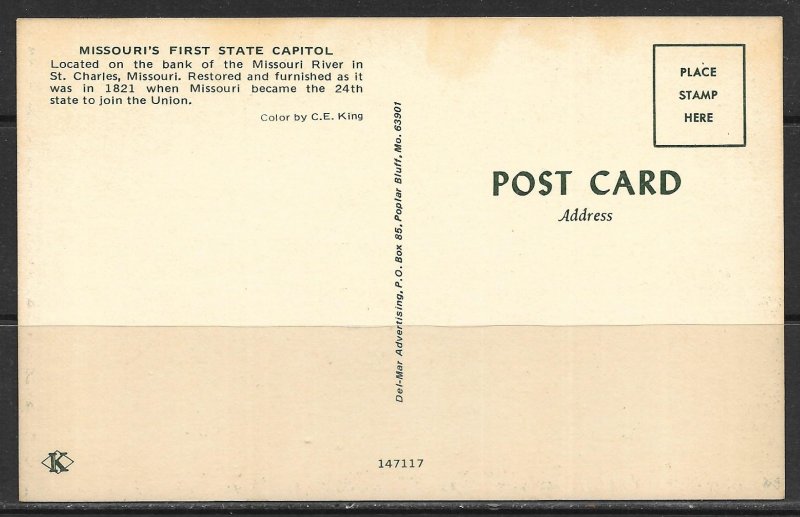 MISSOURI'S FIRST STATE CAPITOL
Located on the bank of the Missouri River in
St. Charles, Missouri. Restored and furnished as it
was in 1821 when Missouri became the 24th
state to join the Union.
Color by C.E. King
Del-Mar Advertising, P.O. Box 85, Poplar Bluff, Mo. 63901
PLACE
STAMP
HERE
POST CARD
Address
K
147117